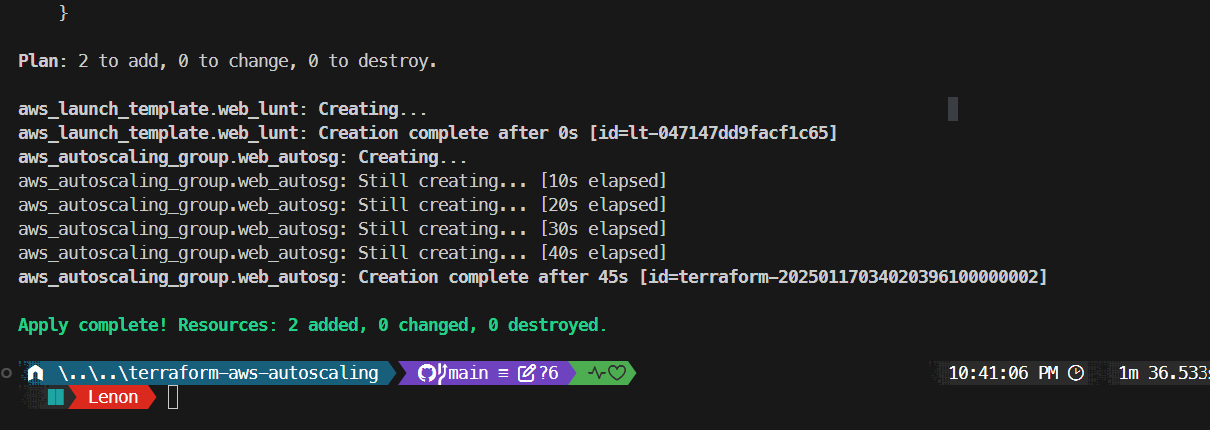 }
Plan: 2 to add, 0 to change, 0 to destroy.
aws_launch_template.web_lunt: Creating...
aws_launch_template.web_lunt: Creation complete after 0s [id=lt-047147dd9facf1c65]
aws_autoscaling_group.web_autosg: Creating...
aws_autoscaling_group.web_autosg: Still creating... [10s elapsed]
aws_autoscaling_group.web_autosg: Still creating... [20s elapsed]
aws_autoscaling_group.web_autosg: Still creating... [30s elapsed]
aws_autoscaling_group.web_autosg: Still creating... [40s elapsed]
aws_autoscaling_group.web_autosg: Creation complete after 45s [id=terraform-20250117034020396100000002]
Apply complete! Resources: 2 added, 0 changed, 0 destroyed.
\..\..\terraform-aws-autoscaling main ≡ ?6 10:41:06 PM 1m 36.533s
Lenon